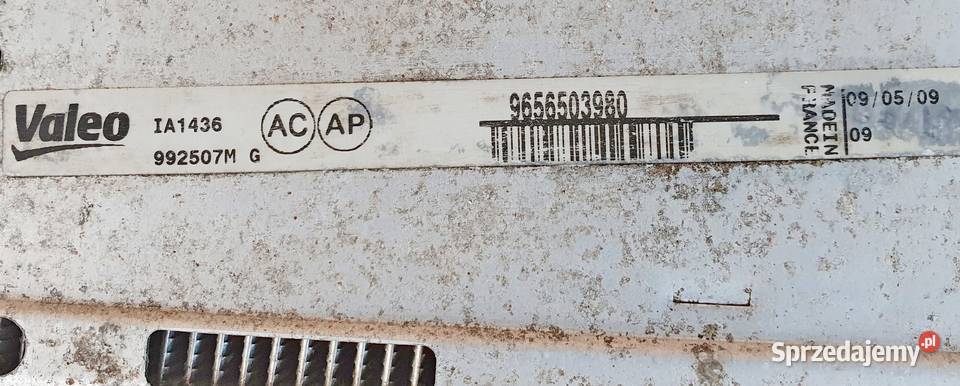 Valeo
IA1436
992507M G
AC AP
9656503980
MADE IN
FRANCE
09/05/09
09
Sprzedajemy.pl